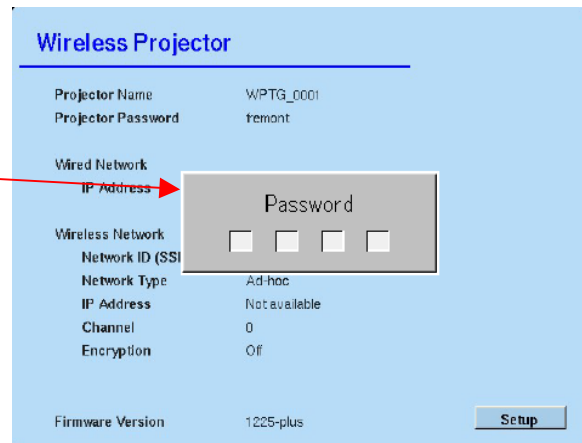 Wireless Projector
Projector Name WPTG_0001
Projector Password fremont
Wired Network
IP Address
Password
Wireless Network
Network ID (SSI
Network Type Ad-hoc
IP Address Not available
Channel 0
Encryption Off
Firmware Version 1225-plus Setup